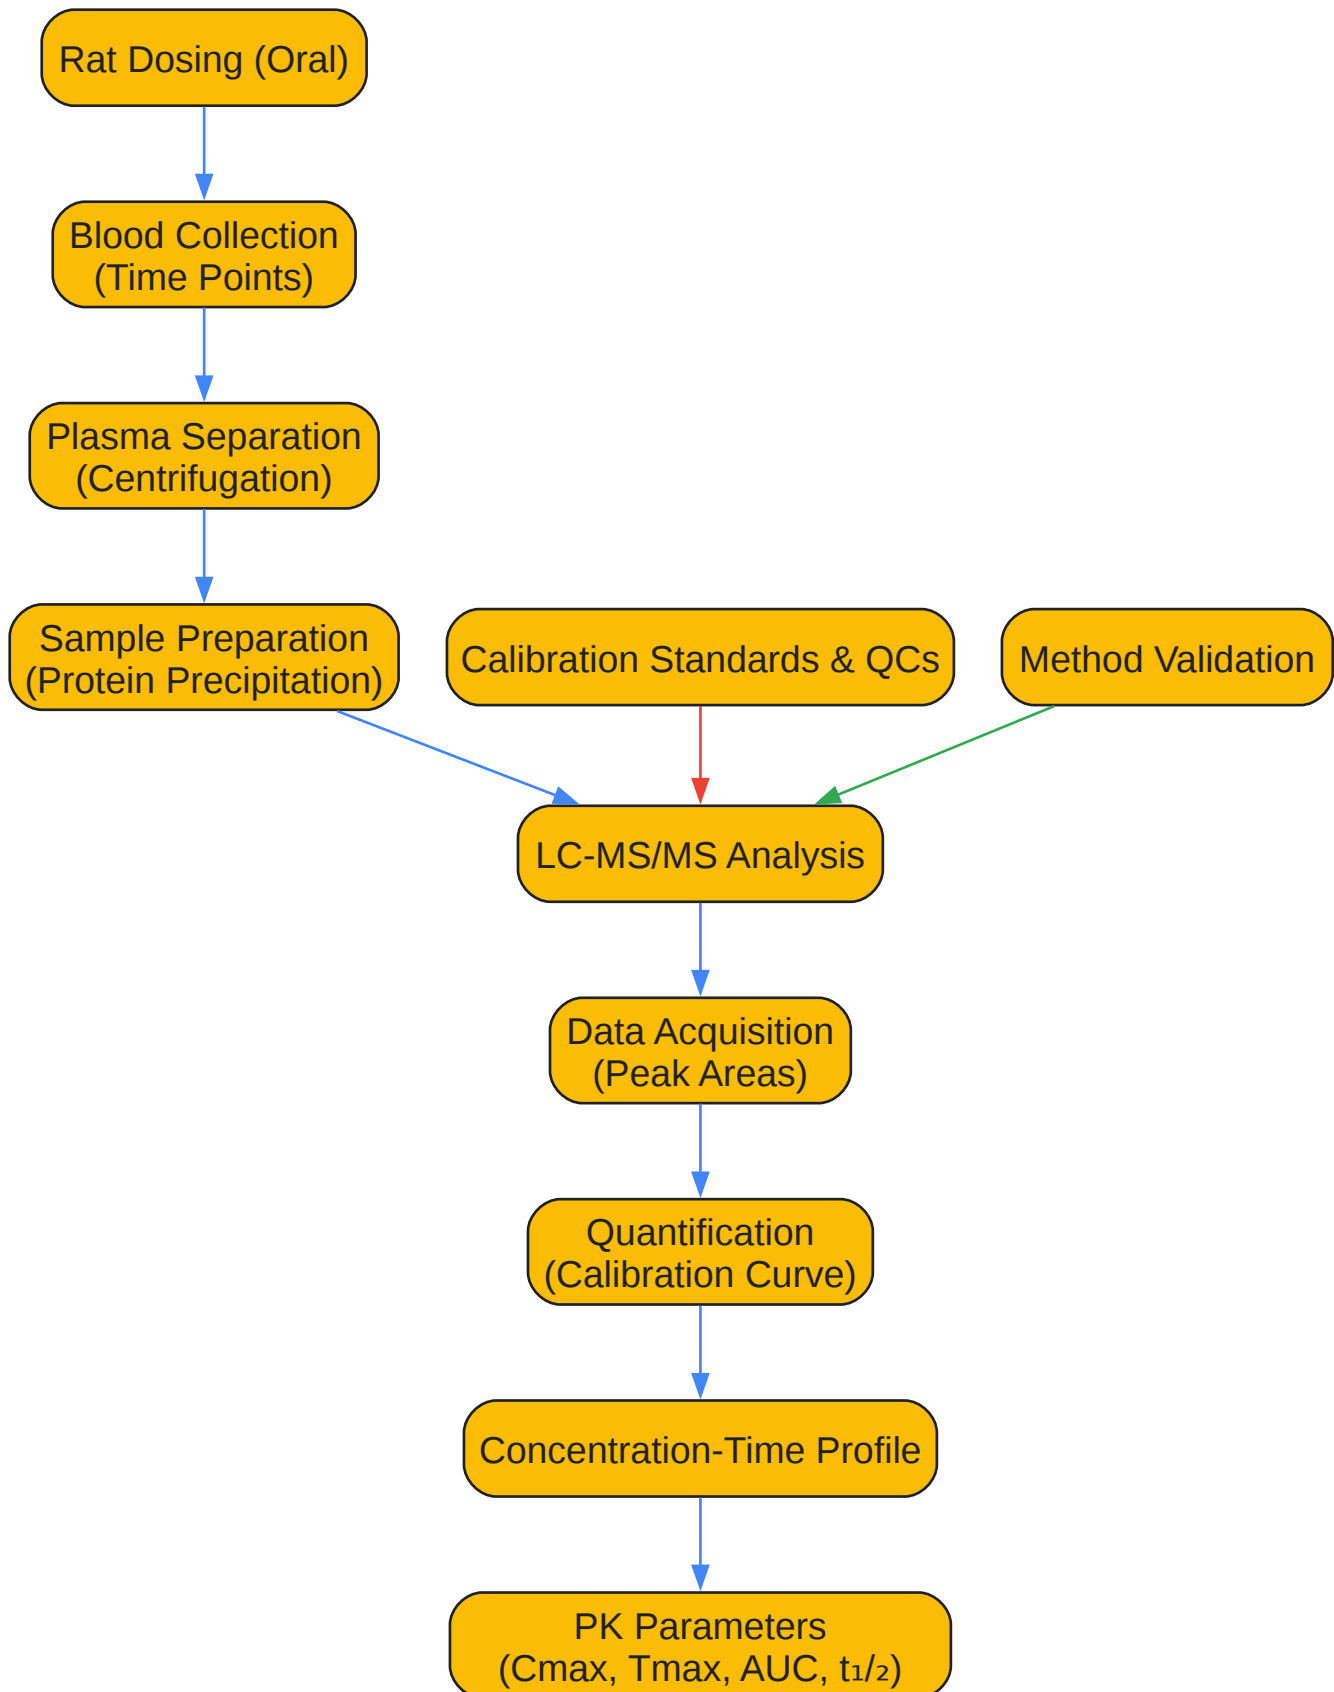 Rat Dosing (Oral)
Blood Collection
(Time Points)
Plasma Separation
(Centrifugation)
Sample Preparation
(Protein Precipitation)
Calibration Standards & QCs
Method Validation
LC-MS/MS Analysis
Data Acquisition
(Peak Areas)
Quantification
(Calibration Curve)
Concentration-Time Profile
PK Parameters
(Cmax, Tmax, AUC, t₁/₂)